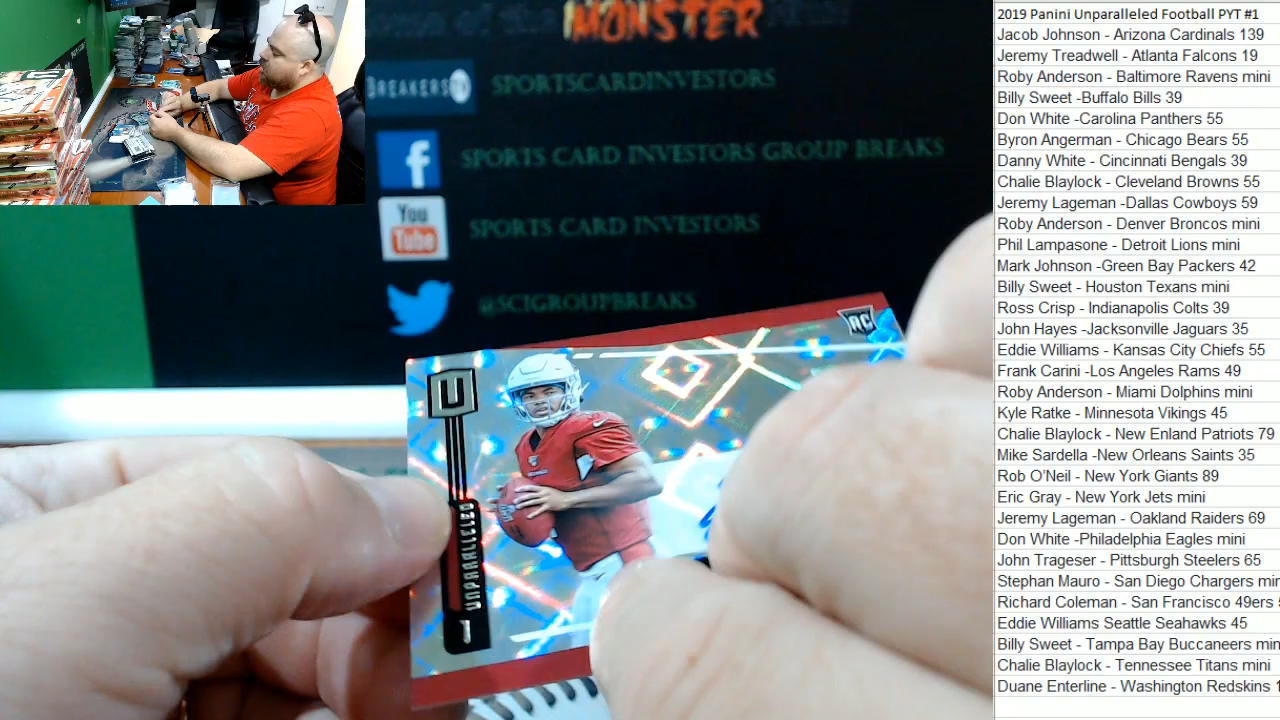 MONSTER
BREAKERS
SPORTSCARDINVESTORS
f
SPORTS CARD INVESTORS GROUP BREAKS
You
Tube
SPORTS CARD INVESTORS
@SCIGROUPBREAKS
RC
U
UNPARALLELED
2019 Panini Unparalleled Football PYT #1
Jacob Johnson - Arizona Cardinals 139
Jeremy Treadwell - Atlanta Falcons 19
Roby Anderson - Baltimore Ravens mini
Billy Sweet -Buffalo Bills 39
Don White -Carolina Panthers 55
Byron Angerman - Chicago Bears 55
Danny White - Cincinnati Bengals 39
Chalie Blaylock - Cleveland Browns 55
Jeremy Lageman -Dallas Cowboys 59
Roby Anderson - Denver Broncos mini
Phil Lampasone - Detroit Lions mini
Mark Johnson -Green Bay Packers 42
Billy Sweet - Houston Texans mini
Ross Crisp - Indianapolis Colts 39
John Hayes -Jacksonville Jaguars 35
Eddie Williams - Kansas City Chiefs 55
Frank Carini -Los Angeles Rams 49
Roby Anderson - Miami Dolphins mini
Kyle Ratke - Minnesota Vikings 45
Chalie Blaylock - New Enland Patriots 79
Mike Sardella -New Orleans Saints 35
Rob O'Neil - New York Giants 89
Eric Gray - New York Jets mini
Jeremy Lageman - Oakland Raiders 69
Don White -Philadelphia Eagles mini
John Trageser - Pittsburgh Steelers 65
Stephan Mauro - San Diego Chargers min
Richard Coleman - San Francisco 49ers
Eddie Williams Seattle Seahawks 45
Billy Sweet - Tampa Bay Buccaneers min
Chalie Blaylock - Tennessee Titans mini
Duane Enterline - Washington Redskins 1